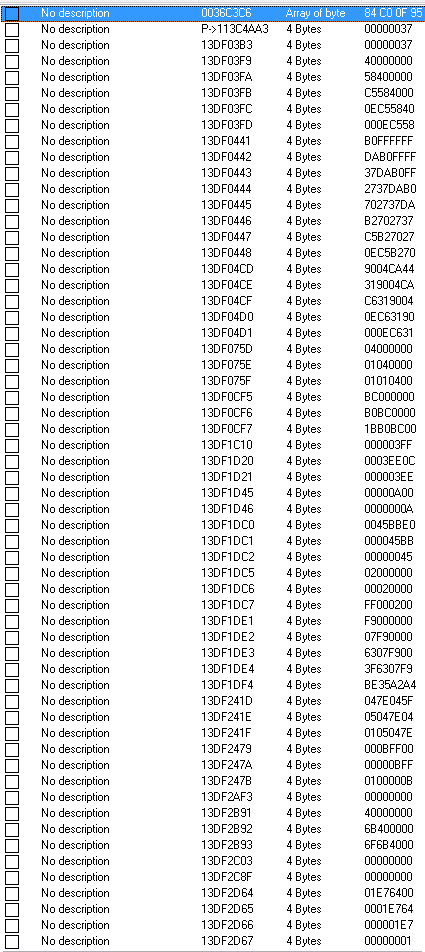 No description 0036C3C6 Array of byte 84 C0 0F 95
No description P->113C4AA3 4 Bytes 00000037
No description 13DF03B3 4 Bytes 00000037
No description 13DF03F9 4 Bytes 40000000
No description 13DF03FA 4 Bytes 58400000
No description 13DF03FB 4 Bytes C5584000
No description 13DF03FC 4 Bytes 0EC55840
No description 13DF03FD 4 Bytes 000EC558
No description 13DF0441 4 Bytes B0FFFFFF
No description 13DF0442 4 Bytes DAB0FFFF
No description 13DF0443 4 Bytes 37DAB0FF
No description 13DF0444 4 Bytes 2737DAB0
No description 13DF0445 4 Bytes 702737DA
No description 13DF0446 4 Bytes B2702737
No description 13DF0447 4 Bytes C5B27027
No description 13DF0448 4 Bytes 0EC5B270
No description 13DF04CD 4 Bytes 9004CA44
No description 13DF04CE 4 Bytes 319004CA
No description 13DF04CF 4 Bytes C6319004
No description 13DF04D0 4 Bytes 0EC63190
No description 13DF04D1 4 Bytes 000EC631
No description 13DF075D 4 Bytes 04000000
No description 13DF075E 4 Bytes 01040000
No description 13DF075F 4 Bytes 01010400
No description 13DF0CF5 4 Bytes BC000000
No description 13DF0CF6 4 Bytes B0BC0000
No description 13DF0CF7 4 Bytes 1BB0BC00
No description 13DF1C10 4 Bytes 000003FF
No description 13DF1D20 4 Bytes 0003EE0C
No description 13DF1D21 4 Bytes 000003EE
No description 13DF1D45 4 Bytes 00000A00
No description 13DF1D46 4 Bytes 0000000A
No description 13DF1DC0 4 Bytes 0045BBE0
No description 13DF1DC1 4 Bytes 000045BB
No description 13DF1DC2 4 Bytes 00000045
No description 13DF1DC5 4 Bytes 02000000
No description 13DF1DC6 4 Bytes 00020000
No description 13DF1DC7 4 Bytes FF000200
No description 13DF1DE1 4 Bytes F9000000
No description 13DF1DE2 4 Bytes 07F90000
No description 13DF1DE3 4 Bytes 6307F900
No description 13DF1DE4 4 Bytes 3F6307F9
No description 13DF1DF4 4 Bytes BE35A2A4
No description 13DF241D 4 Bytes 047E045F
No description 13DF241E 4 Bytes 05047E04
No description 13DF241F 4 Bytes 0105047E
No description 13DF2479 4 Bytes 000BFF00
No description 13DF247A 4 Bytes 00000BFF
No description 13DF247B 4 Bytes 0100000B
No description 13DF2AF3 4 Bytes 00000000
No description 13DF2B91 4 Bytes 40000000
No description 13DF2B92 4 Bytes 6B400000
No description 13DF2B93 4 Bytes 6F6B4000
No description 13DF2C03 4 Bytes 00000000
No description 13DF2C8F 4 Bytes 00000000
No description 13DF2D64 4 Bytes 01E76400
No description 13DF2D65 4 Bytes 0001E764
No description 13DF2D66 4 Bytes 000001E7
No description 13DF2D67 4 Bytes 00000001